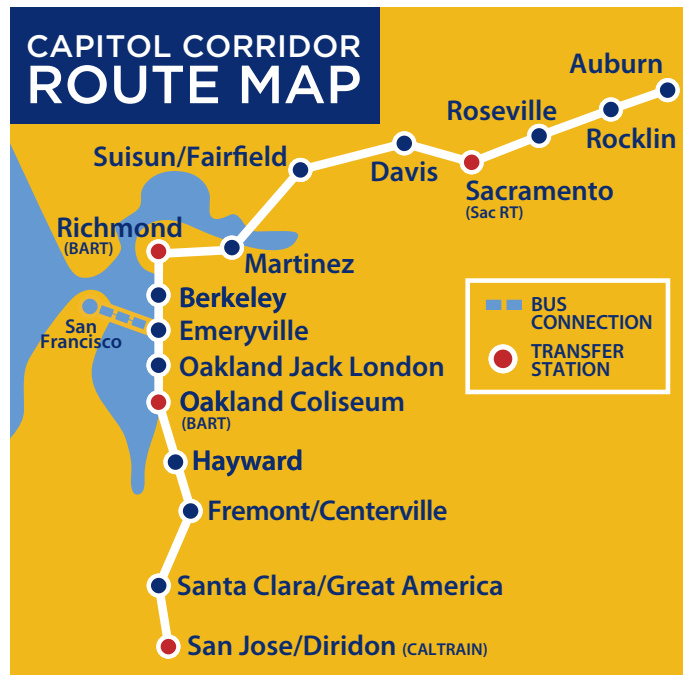 CAPITOL CORRIDOR
ROUTE MAP
Auburn
Roseville
Rocklin
Suisun/Fairfield
Davis
Sacramento
(Sac RT)
Richmond
(BART)
Martinez
Berkeley
San
Francisco
Emeryville
BUS
CONNECTION
TRANSFER
STATION
Oakland Jack London
Oakland Coliseum
(BART)
Hayward
Fremont/Centerville
Santa Clara/Great America
San Jose/Diridon (CALTRAIN)